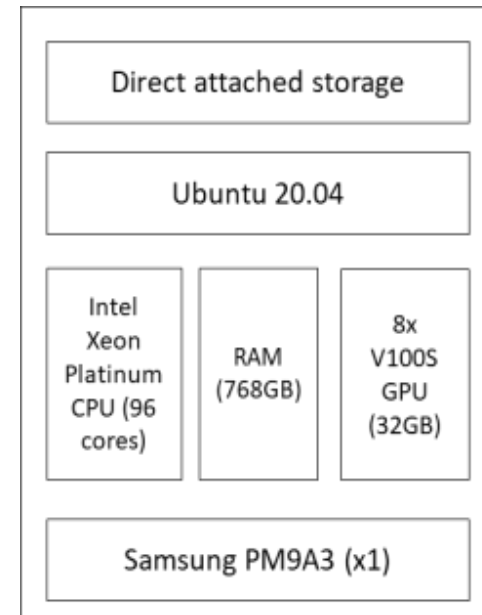 Direct attached storage
Ubuntu 20.04
Intel
Xeon
Platinum
CPU (96
cores)
RAM
(768GB)
8x
V100S
GPU
(32GB)
Samsung PM9A3 (x1)